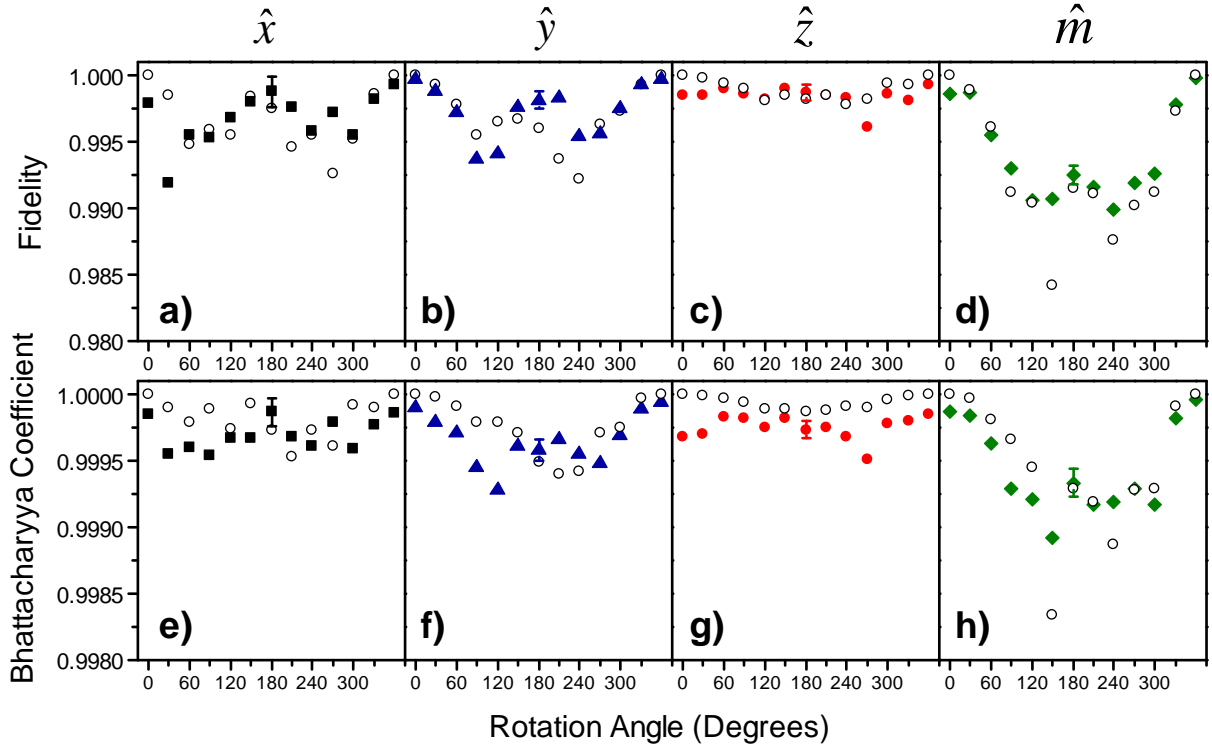 x̂ ŷ ẑ m̂
Fidelity
1.000
0.995
0.990
0.985
0.980
a) b) c) d)
0 60 120 180 240 300 0 60 120 180 240 300 0 60 120 180 240 300 0 60 120 180 240 300
Bhattacharyya Coefficient
1.0000
0.9995
0.9990
0.9985
0.9980
e) f) g) h)
0 60 120 180 240 300 0 60 120 180 240 300 0 60 120 180 240 300 0 60 120 180 240 300
Rotation Angle (Degrees)